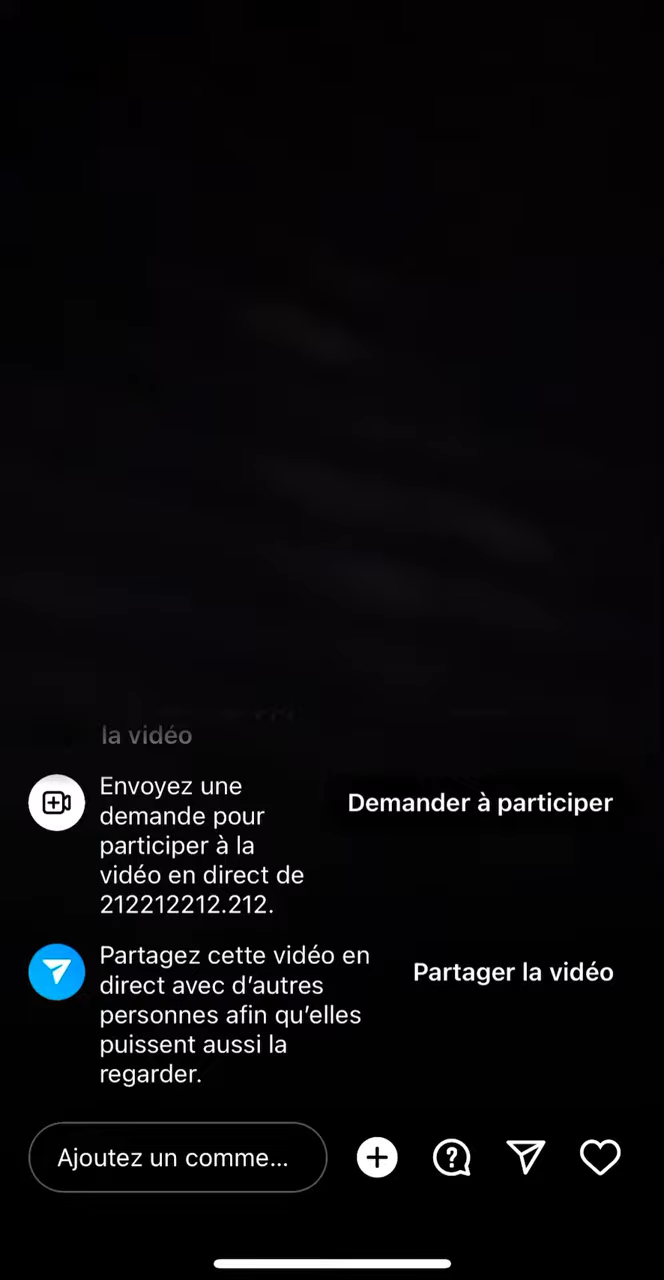 la vidéo
Envoyez une
demande pour
participer à la
vidéo en direct de
212212212.212.
Demander à participer
Partagez cette vidéo en
direct avec d’autres
personnes afin qu’elles
puissent aussi la
regarder.
Partager la vidéo
Ajoutez un comme...